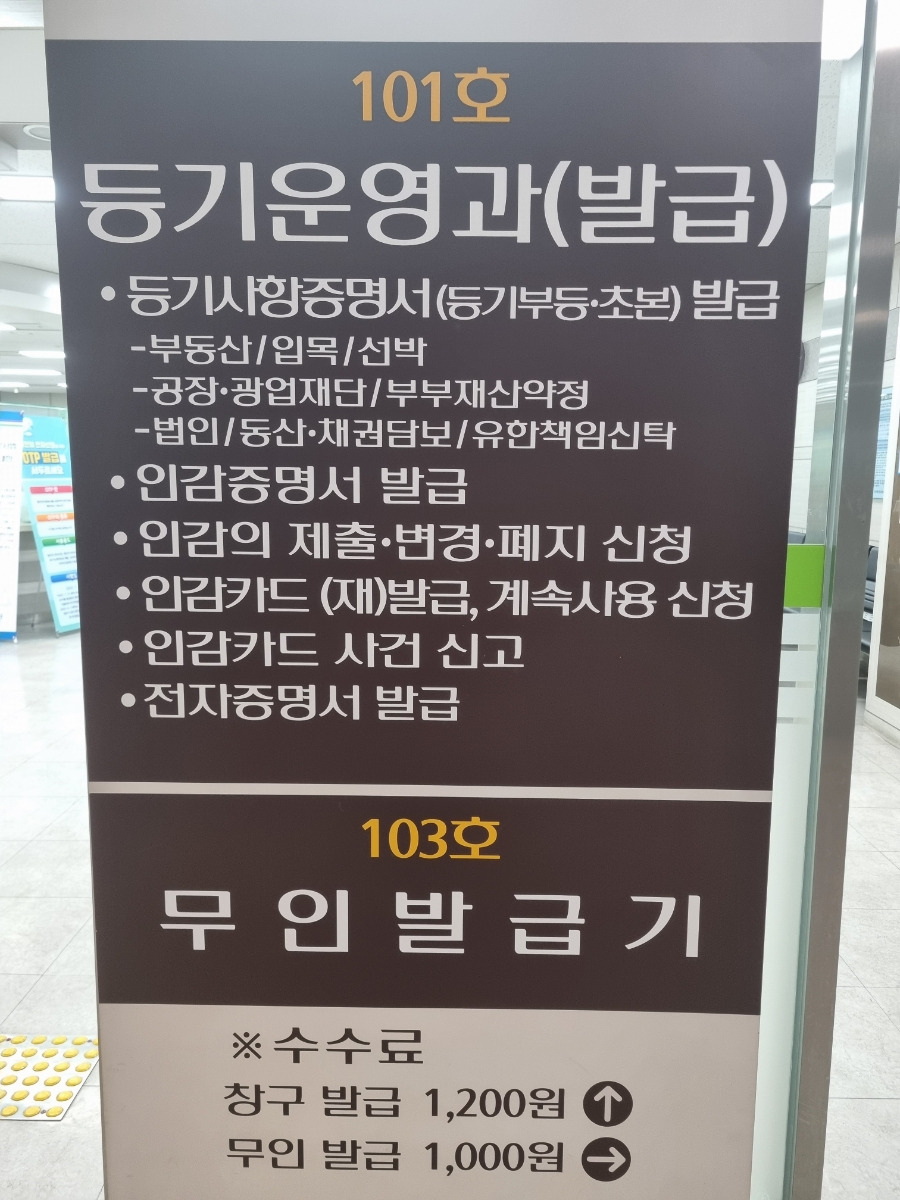 101호
등기운영과(발급)
• 등기사항증명서(등기부등·초본) 발급
-부동산/입목/선박
-공장·광업재단/부부재산약정
-법인/동산·채권담보/유한책임신탁
• 인감증명서 발급
• 인감의 제출·변경·폐지 신청
• 인감카드 (재)발급, 계속사용 신청
• 인감카드 사건 신고
• 전자증명서 발급
103호
무인발급기
※수수료
창구 발급 1,200원 ↑
무인 발급 1,000원 →